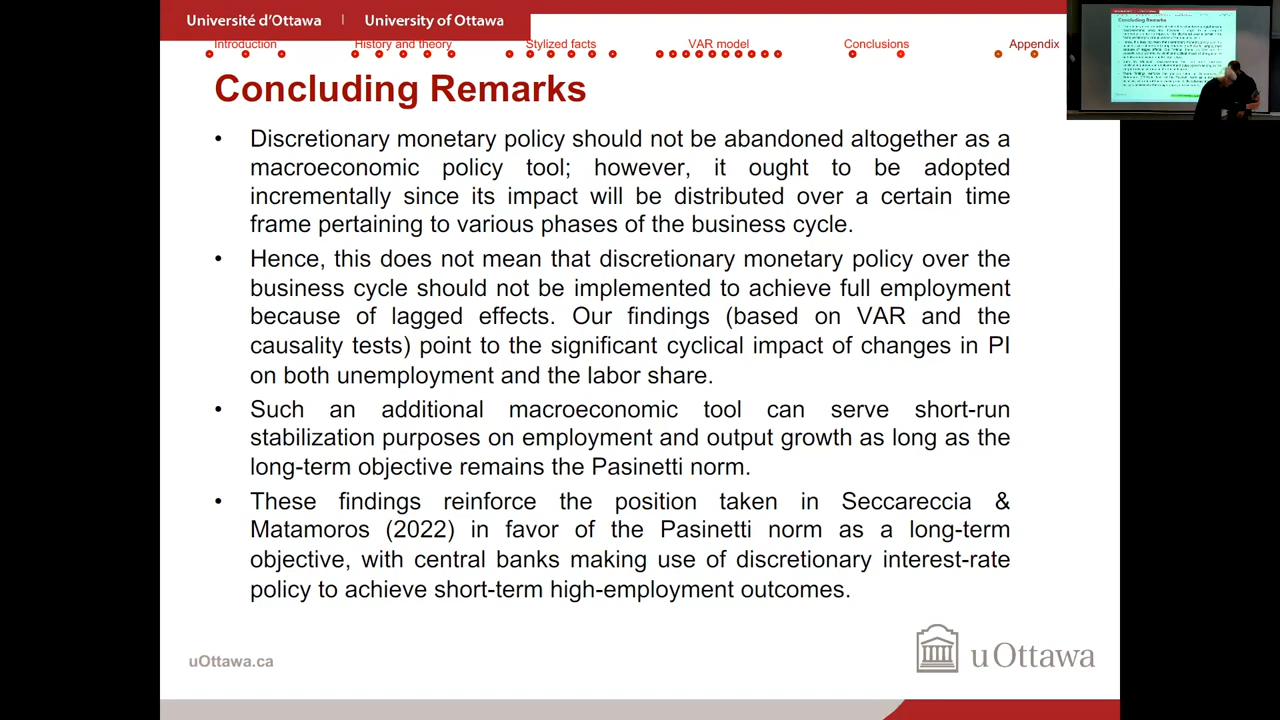 Université d'Ottawa | University of Ottawa
Introduction History and theory Stylized facts VAR model Conclusions Appendix
Concluding Remarks
• Discretionary monetary policy should not be abandoned altogether as a
macroeconomic policy tool; however, it ought to be adopted
incrementally since its impact will be distributed over a certain time
frame pertaining to various phases of the business cycle.
• Hence, this does not mean that discretionary monetary policy over the
business cycle should not be implemented to achieve full employment
because of lagged effects. Our findings (based on VAR and the
causality tests) point to the significant cyclical impact of changes in PI
on both unemployment and the labor share.
• Such an additional macroeconomic tool can serve short-run
stabilization purposes on employment and output growth as long as the
long-term objective remains the Pasinetti norm.
• These findings reinforce the position taken in Seccareccia &
Matamoros (2022) in favor of the Pasinetti norm as a long-term
objective, with central banks making use of discretionary interest-rate
policy to achieve short-term high-employment outcomes.
uOttawa.ca
uOttawa
Concluding Remarks